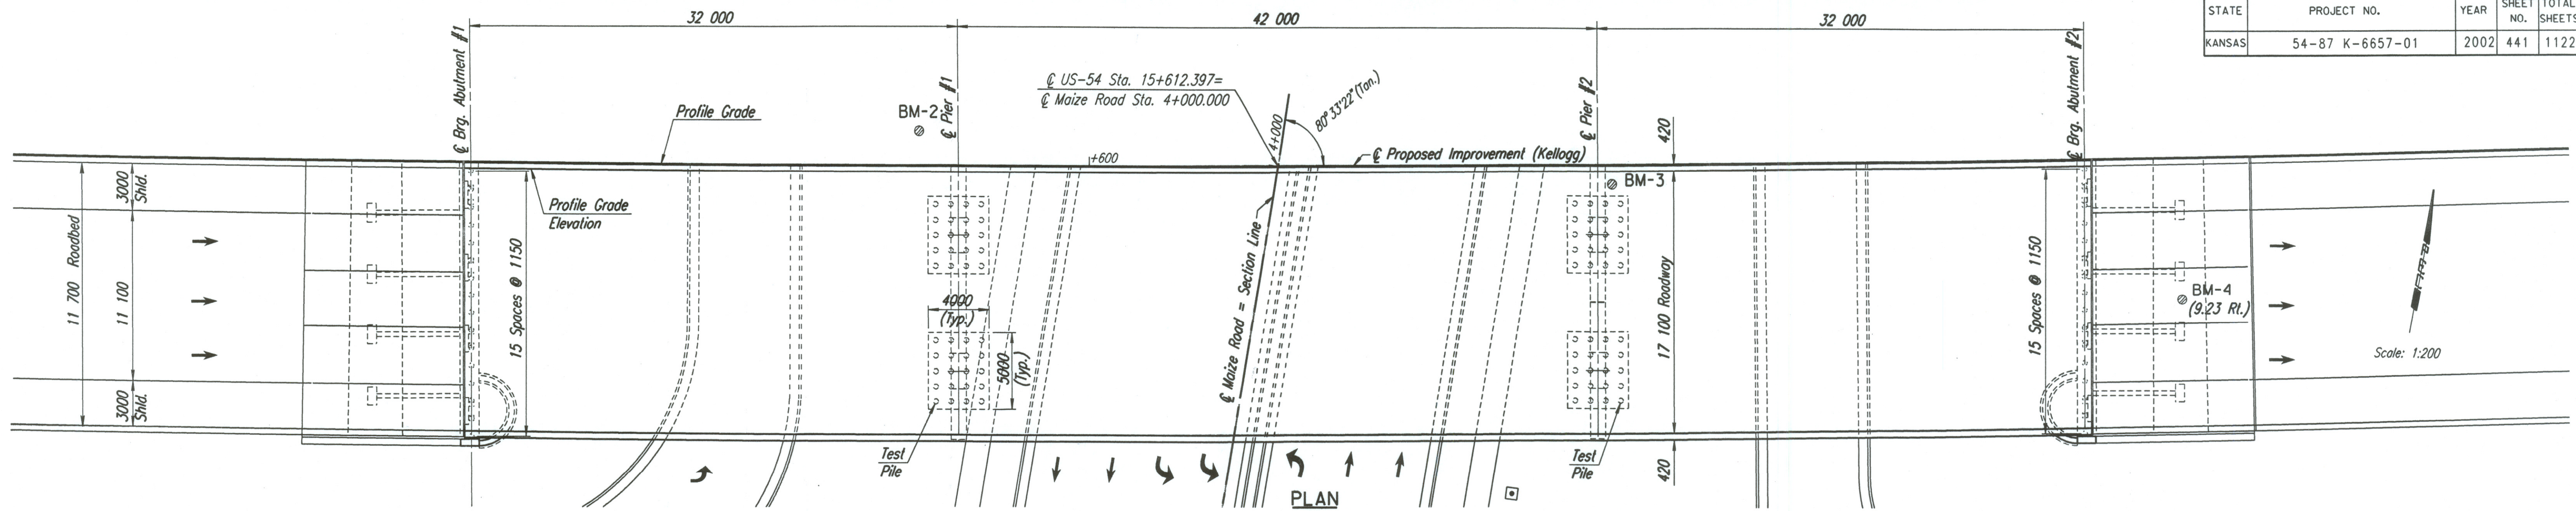 STATE PROJECT NO. YEAR SHEET NO. TOTAL SHEETS
KANSAS 54-87 K-6657-01 2002 441 1122
32 000
42 000
32 000
℄ Brg. Abutment #1
Profile Grade
BM-2
℄ Pier #1
℄ US-54 Sta. 15+612.397=
℄ Maize Road Sta. 4+000.000
4+000
80° 33'22" (Tan.)
℄ Pier #2
420
℄ Brg. Abutment #2
+600
℄ Proposed Improvement (Kellogg)
BM-3
3000
Shld.
Profile Grade
Elevation
11 700 Roadbed
11 100
15 Spaces @ 1150
4000
(Typ.)
5000
(Typ.)
℄ Maize Road = Section Line
17 100 Roadway
15 Spaces @ 1150
BM-4
(9.23 Rt.)
Scale: 1:200
3000
Shld.
Test
Pile
Test
Pile
420
PLAN